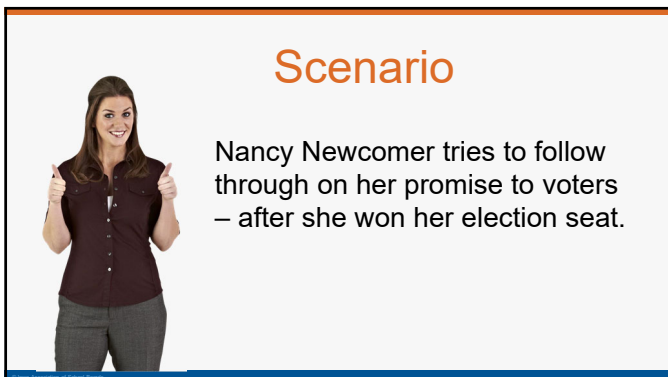 Scenario
Nancy Newcomer tries to follow
through on her promise to voters
– after she won her election seat.